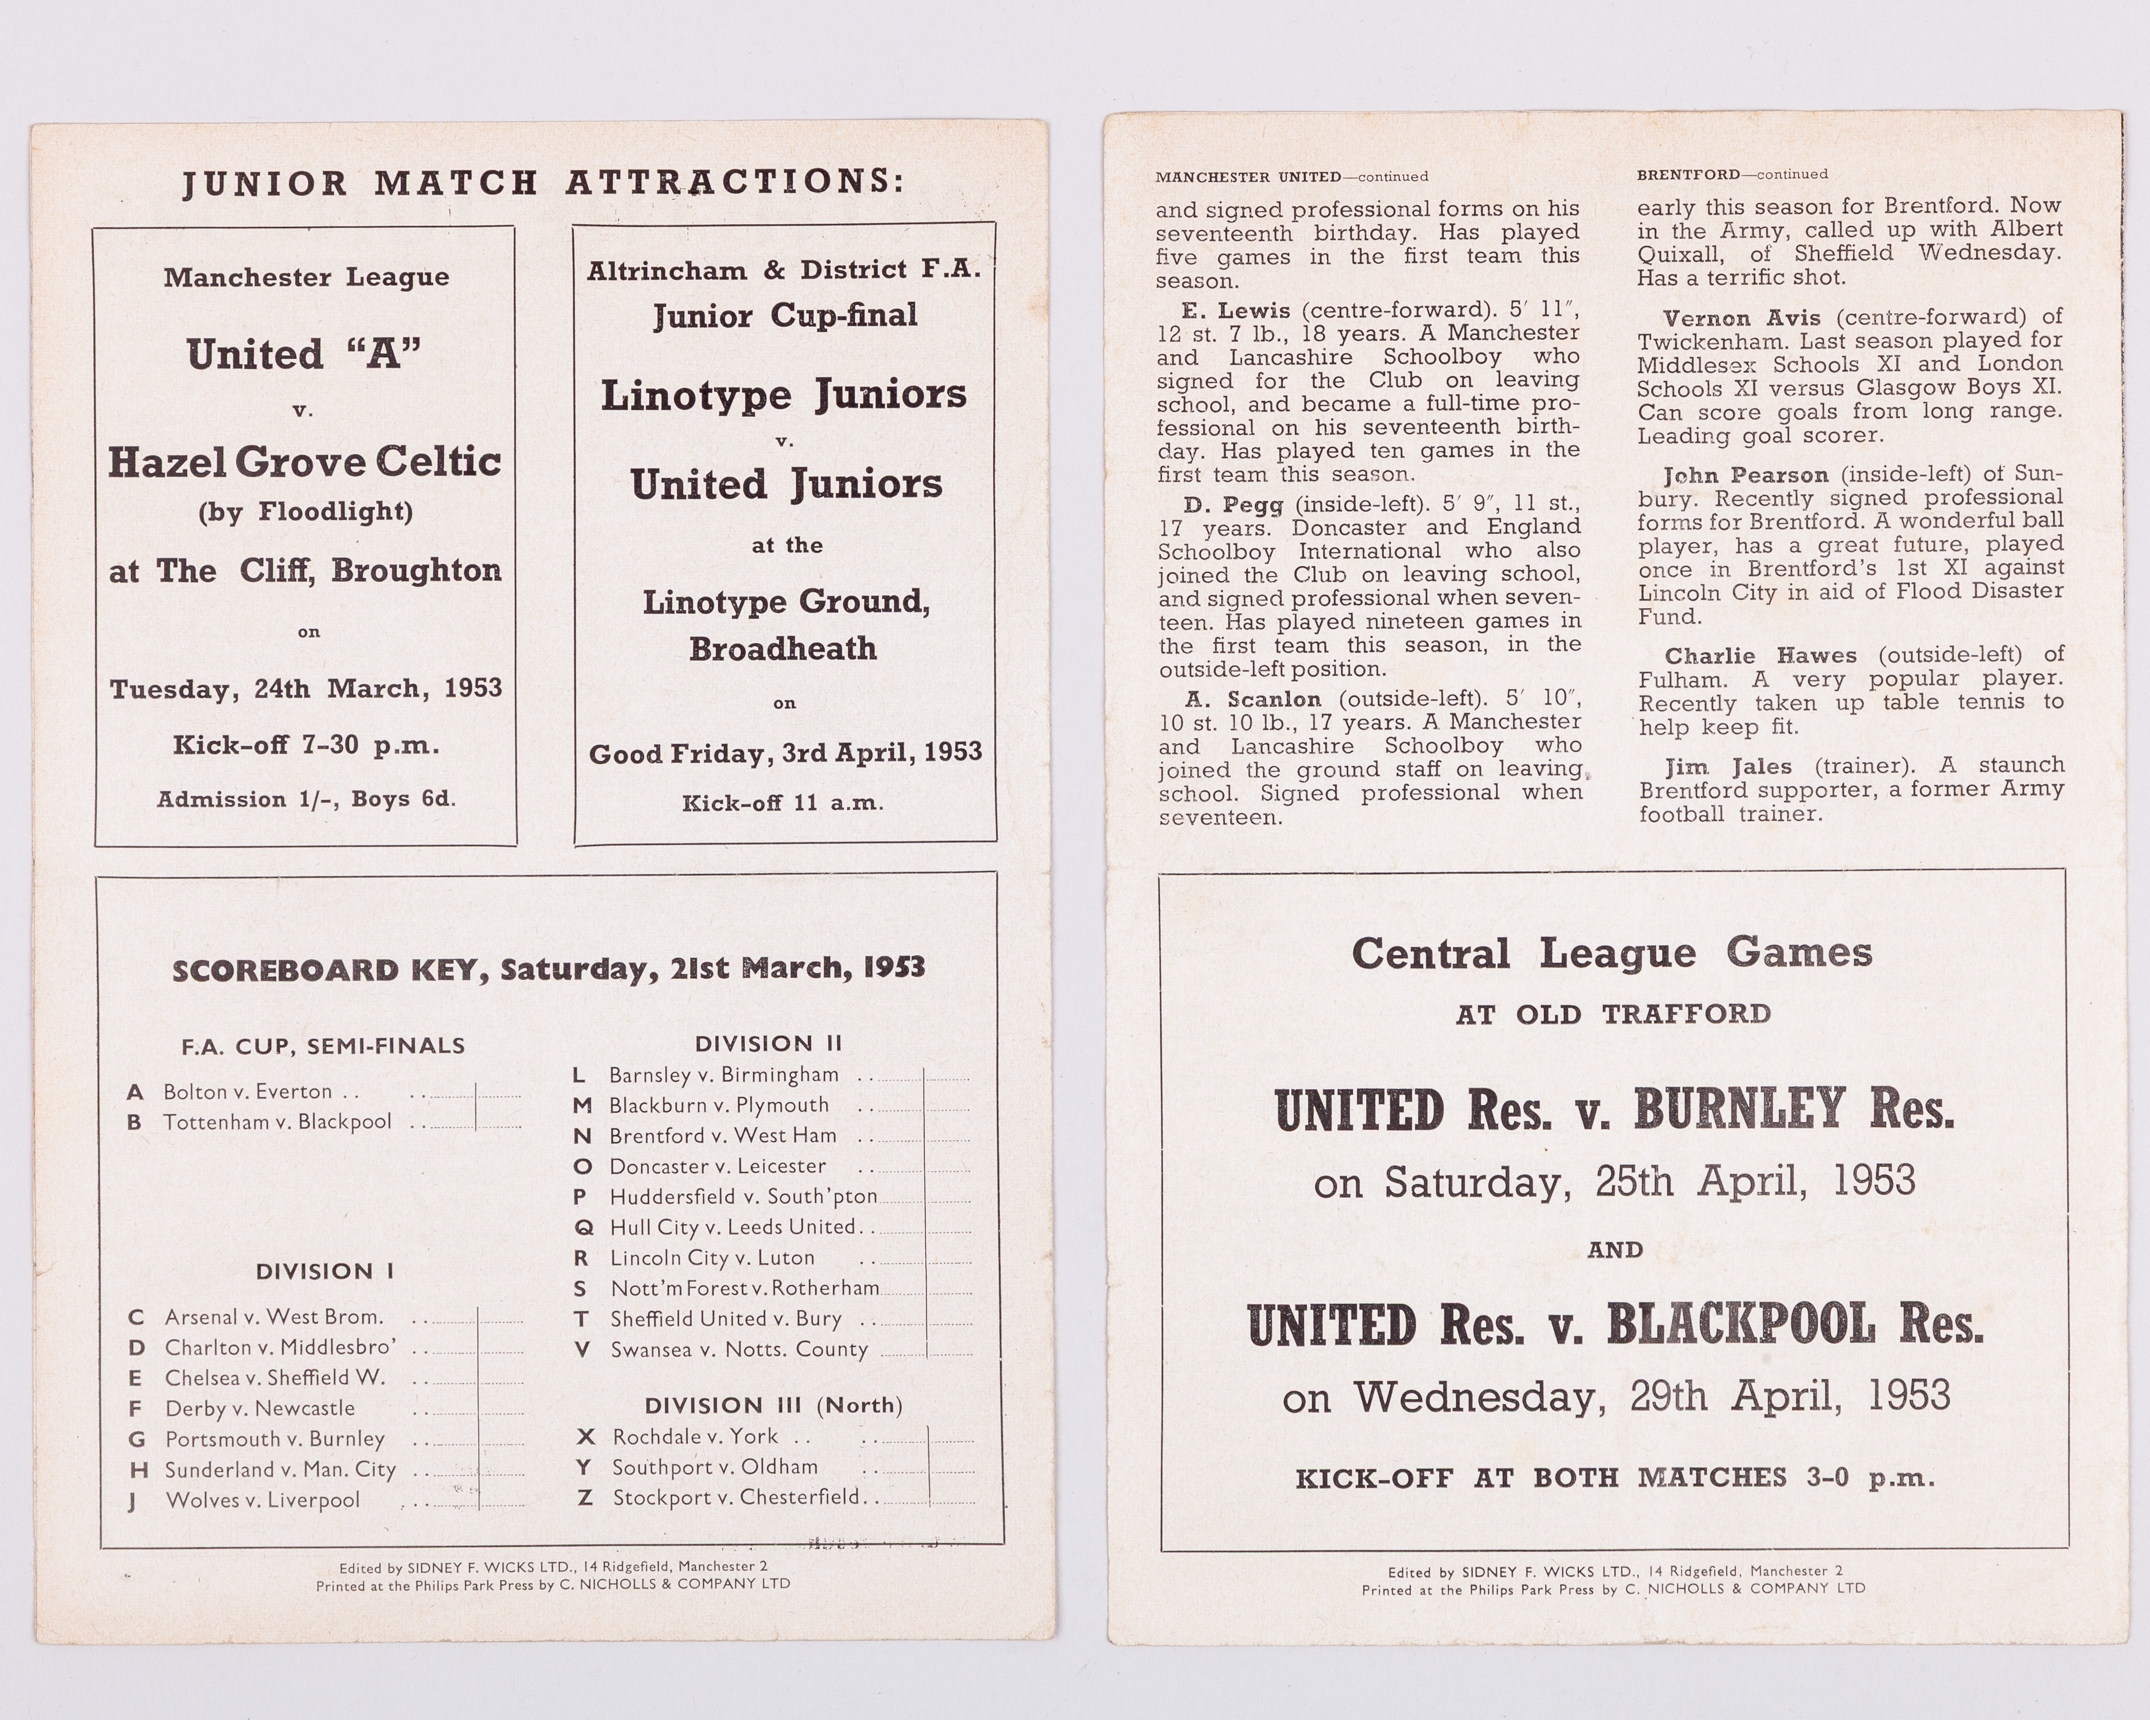 JUNIOR MATCH ATTRACTIONS:
Manchester League
United “A”
v.
Hazel Grove Celtic
(by Floodlight)
at The Cliff, Broughton
on
Tuesday, 24th March, 1953
Kick-off 7-30 p.m.
Admission 1/-, Boys 6d.
Altrincham & District F.A.
Junior Cup-final
Linotype Juniors
v.
United Juniors
at the
Linotype Ground,
Broadheath
on
Good Friday, 3rd April, 1953
Kick-off 11 a.m.
SCOREBOARD KEY, Saturday, 21st March, 1953
F.A. CUP, SEMI-FINALS
A Bolton v. Everton . . . .
B Tottenham v. Blackpool . .
DIVISION I
C Arsenal v. West Brom. . .
D Charlton v. Middlesbro’ . .
E Chelsea v. Sheffield W. . .
F Derby v. Newcastle . .
G Portsmouth v. Burnley . .
H Sunderland v. Man. City . .
J Wolves v. Liverpool . .
DIVISION II
L Barnsley v. Birmingham . .
M Blackburn v. Plymouth . .
N Brentford v. West Ham . .
O Doncaster v. Leicester . .
P Huddersfield v. South’pton
Q Hull City v. Leeds United . .
R Lincoln City v. Luton . .
S Nott’m Forest v. Rotherham
T Sheffield United v. Bury . .
V Swansea v. Notts. County
DIVISION III (North)
X Rochdale v. York . . . .
Y Southport v. Oldham . .
Z Stockport v. Chesterfield . .
Edited by SIDNEY F. WICKS LTD., 14 Ridgefield, Manchester 2
Printed at the Philips Park Press by C. NICHOLLS & COMPANY LTD
MANCHESTER UNITED—continued
and signed professional forms on his
seventeenth birthday. Has played
five games in the first team this
season.
E. Lewis (centre-forward). 5′ 11″,
12 st. 7 lb., 18 years. A Manchester
and Lancashire Schoolboy who
signed for the Club on leaving
school, and became a full-time pro-
fessional on his seventeenth birth-
day. Has played ten games in the
first team this season.
D. Pegg (inside-left). 5′ 9″, 11 st.,
17 years. Doncaster and England
Schoolboy International who also
joined the Club on leaving school,
and signed professional when seven-
teen. Has played nineteen games in
the first team this season, in the
outside-left position.
A. Scanlon (outside-left). 5′ 10″,
10 st. 10 lb., 17 years. A Manchester
and Lancashire Schoolboy who
joined the ground staff on leaving
school. Signed professional when
seventeen.
BRENTFORD—continued
early this season for Brentford. Now
in the Army, called up with Albert
Quixall, of Sheffield Wednesday.
Has a terrific shot.
Vernon Avis (centre-forward) of
Twickenham. Last season played for
Middlesex Schools XI and London
Schools XI versus Glasgow Boys XI.
Can score goals from long range.
Leading goal scorer.
John Pearson (inside-left) of Sun-
bury. Recently signed professional
forms for Brentford. A wonderful ball
player, has a great future, played
once in Brentford’s 1st XI against
Lincoln City in aid of Flood Disaster
Fund.
Charlie Hawes (outside-left) of
Fulham. A very popular player.
Recently taken up table tennis to
help keep fit.
Jim Jales (trainer). A staunch
Brentford supporter, a former Army
football trainer.
Central League Games
AT OLD TRAFFORD
UNITED Res. v. BURNLEY Res.
on Saturday, 25th April, 1953
AND
UNITED Res. v. BLACKPOOL Res.
on Wednesday, 29th April, 1953
KICK-OFF AT BOTH MATCHES 3-0 p.m.
Edited by SIDNEY F. WICKS LTD., 14 Ridgefield, Manchester 2
Printed at the Philips Park Press by C. NICHOLLS & COMPANY LTD